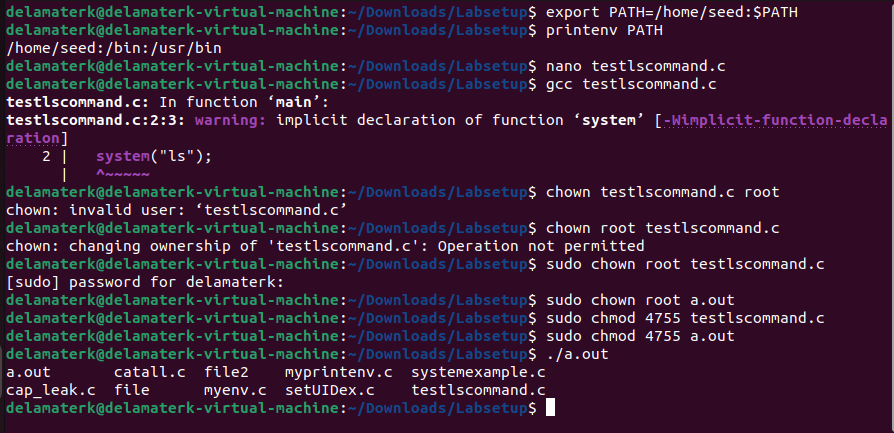 delamaterk@delamaterk-virtual-machine:~/Downloads/Labsetup$ export PATH=/home/seed:$PATH
delamaterk@delamaterk-virtual-machine:~/Downloads/Labsetup$ printenv PATH
/home/seed:/bin:/usr/bin
delamaterk@delamaterk-virtual-machine:~/Downloads/Labsetup$ nano testlscommand.c
delamaterk@delamaterk-virtual-machine:~/Downloads/Labsetup$ gcc testlscommand.c
testlscommand.c: In function ‘main’:
testlscommand.c:2:3: warning: implicit declaration of function ‘system’ [-Wimplicit-function-decla
ration]
    2 |   system("ls");
      |   ^~~~~~
delamaterk@delamaterk-virtual-machine:~/Downloads/Labsetup$ chown testlscommand.c root
chown: invalid user: ‘testlscommand.c’
delamaterk@delamaterk-virtual-machine:~/Downloads/Labsetup$ chown root testlscommand.c
chown: changing ownership of 'testlscommand.c': Operation not permitted
delamaterk@delamaterk-virtual-machine:~/Downloads/Labsetup$ sudo chown root testlscommand.c
[sudo] password for delamaterk:
delamaterk@delamaterk-virtual-machine:~/Downloads/Labsetup$ sudo chown root a.out
delamaterk@delamaterk-virtual-machine:~/Downloads/Labsetup$ sudo chmod 4755 testlscommand.c
delamaterk@delamaterk-virtual-machine:~/Downloads/Labsetup$ sudo chmod 4755 a.out
delamaterk@delamaterk-virtual-machine:~/Downloads/Labsetup$ ./a.out
a.out       catall.c  file2    myprintenv.c  systemexample.c
cap_leak.c  file      myenv.c  setUIDex.c    testlscommand.c
delamaterk@delamaterk-virtual-machine:~/Downloads/Labsetup$